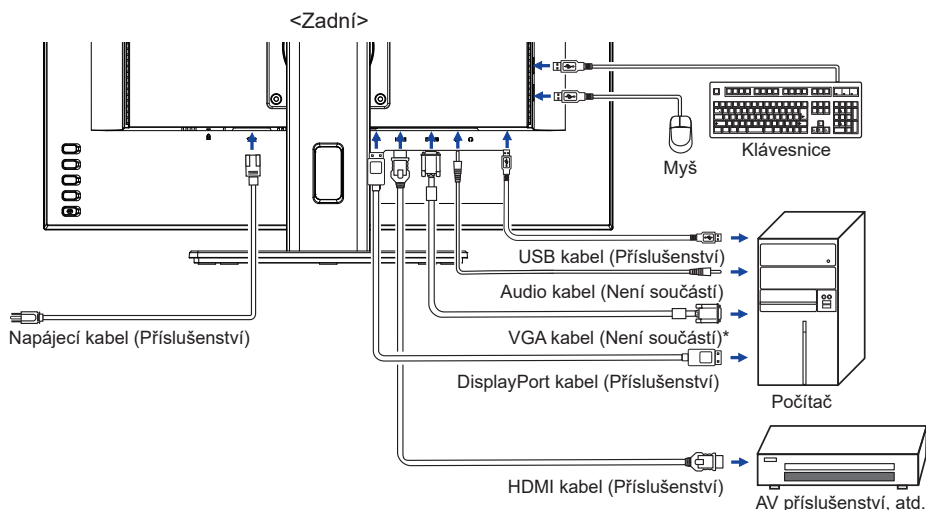 <Zadní>
Klávesnice
Myš
USB kabel (Příslušenství)
Audio kabel (Není součástí)
Napájecí kabel (Příslušenství)
VGA kabel (Není součástí)*
DisplayPort kabel (Příslušenství)
Počítač
HDMI kabel (Příslušenství)
AV příslušenství, atd.